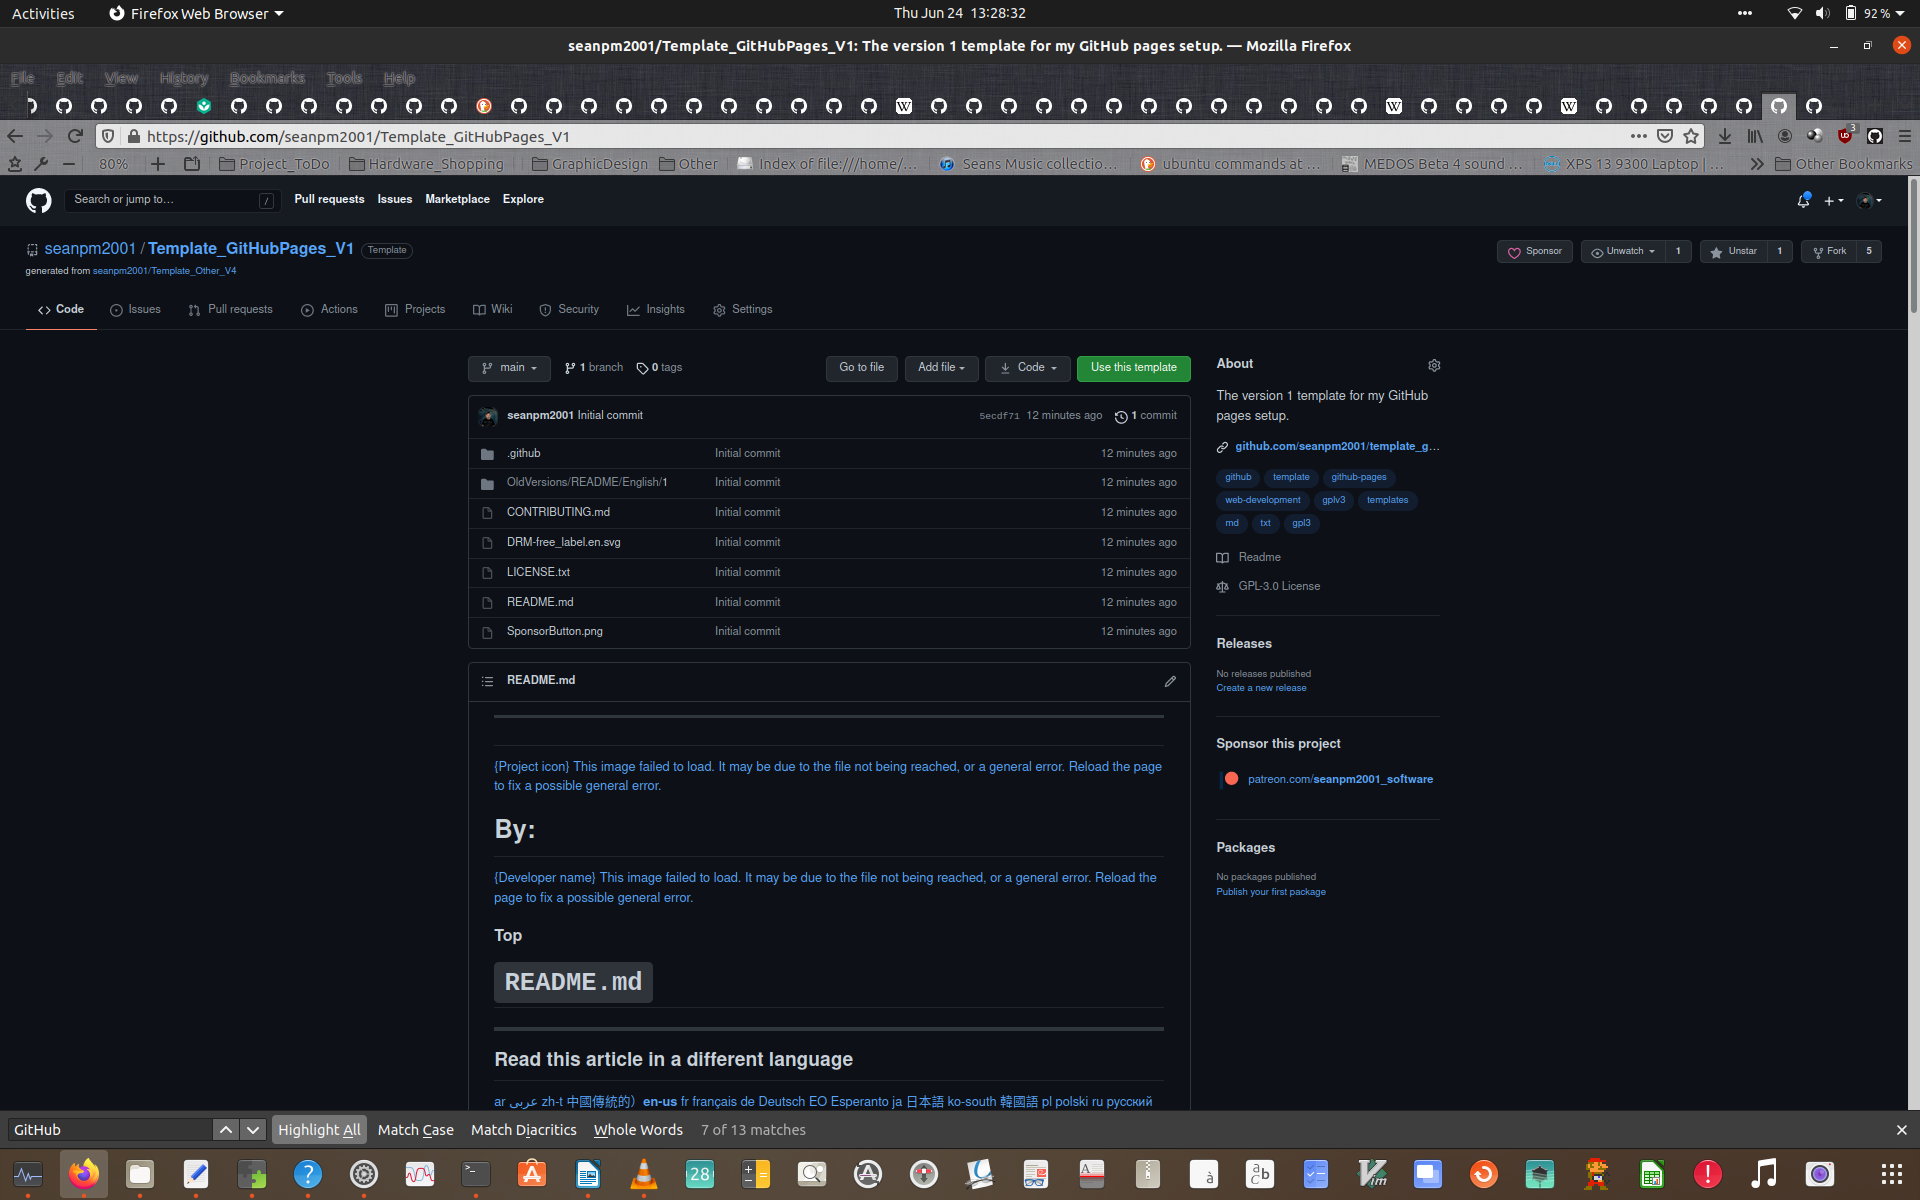 Activities Firefox Web Browser Thu Jun 24 13:28:32 92 %
seanpm2001/Template_GitHubPages_V1: The version 1 template for my GitHub pages setup. — Mozilla Firefox
File Edit View History Bookmarks Tools Help
https://github.com/seanpm2001/Template_GitHubPages_V1 3
80% Project_ToDo Hardware_Shopping GraphicDesign Other Index of file:///home/... Seans Music collectio... ubuntu commands at ... MEDOS Beta 4 sound ... XPS 13 9300 Laptop | ... Other Bookmarks
Search or jump to... / Pull requests Issues Marketplace Explore
seanpm2001 / Template_GitHubPages_V1 Template
Sponsor Unwatch 1 Unstar 1 Fork 5
generated from seanpm2001/Template_Other_V4
Code Issues Pull requests Actions Projects Wiki Security Insights Settings
main 1 branch 0 tags Go to file Add file Code Use this template
seanpm2001 Initial commit 5ecdf71 12 minutes ago 1 commit
.github Initial commit 12 minutes ago
OldVersions/README/English/1 Initial commit 12 minutes ago
CONTRIBUTING.md Initial commit 12 minutes ago
DRM-free_label.en.svg Initial commit 12 minutes ago
LICENSE.txt Initial commit 12 minutes ago
README.md Initial commit 12 minutes ago
SponsorButton.png Initial commit 12 minutes ago
README.md
{Project icon} This image failed to load. It may be due to the file not being reached, or a general error. Reload the page
to fix a possible general error.
By:
{Developer name} This image failed to load. It may be due to the file not being reached, or a general error. Reload the
page to fix a possible general error.
Top
README.md
Read this article in a different language
ar عربى zh-t 中國傳統的）en-us fr français de Deutsch EO Esperanto ja 日本語 ko-south 韓國語 pl polski ru русский
About
The version 1 template for my GitHub
pages setup.
github.com/seanpm2001/template_g...
github template github-pages
web-development gplv3 templates
md txt gpl3
Readme
GPL-3.0 License
Releases
No releases published
Create a new release
Sponsor this project
patreon.com/seanpm2001_software
Packages
No packages published
Publish your first package
GitHub Highlight All Match Case Match Diacritics Whole Words 7 of 13 matches
28